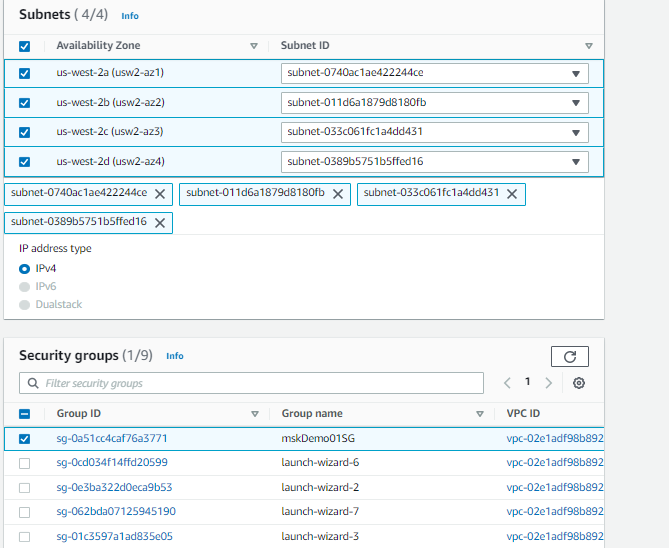 Subnets (4/4) Info
Availability Zone Subnet ID
us-west-2a (usw2-az1) subnet-0740ac1ae422244ce
us-west-2b (usw2-az2) subnet-011d6a1879d8180fb
us-west-2c (usw2-az3) subnet-033c061fc1a4dd431
us-west-2d (usw2-az4) subnet-0389b5751b5ffed16
subnet-0740ac1ae422244ce subnet-011d6a1879d8180fb subnet-033c061fc1a4dd431
subnet-0389b5751b5ffed16
IP address type
IPv4
IPv6
Dualstack
Security groups (1/9) Info
Filter security groups 1
Group ID Group name VPC ID
sg-0a51cc4caf76a3771 mskDemo01SG vpc-02e1adf98b892
sg-0cd034f14ffd20599 launch-wizard-6 vpc-02e1adf98b892
sg-0e3ba322d0eca9b53 launch-wizard-2 vpc-02e1adf98b892
sg-062bda07125945190 launch-wizard-7 vpc-02e1adf98b892
sg-01c3597a1ad835e05 launch-wizard-3 vpc-02e1adf98b892